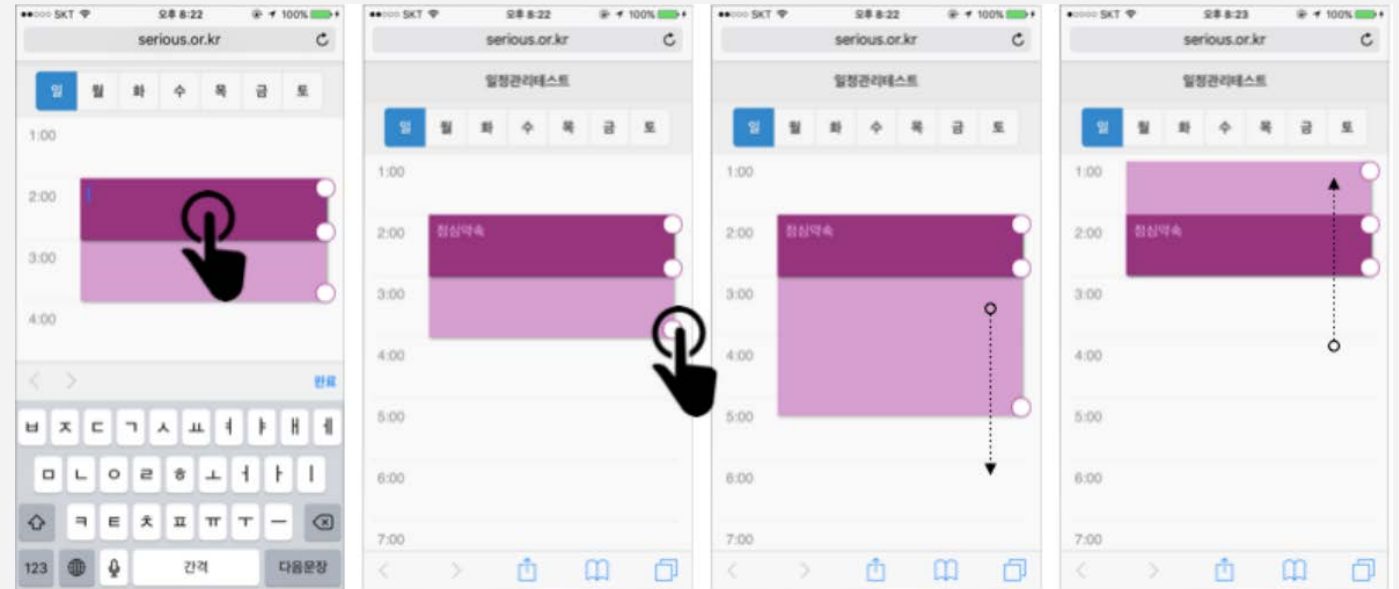 SKT 오후 8:22 100%
serious.or.kr
일 월 화 수 목 금 토
1:00
2:00
3:00
4:00
완료
ㅂ ㅈ ㄷ ㄱ ㅅ ㅛ ㅕ ㅑ ㅐ ㅔ
ㅁ ㄴ ㅇ ㄹ ㅎ ㅗ ㅓ ㅏ ㅣ
ㅋ ㅌ ㅊ ㅍ ㅠ ㅜ ㅡ
123 간격 다음문장
SKT 오후 8:22 100%
serious.or.kr
일정관리테스트
일 월 화 수 목 금 토
1:00
2:00 점심약속
3:00
4:00
5:00
6:00
7:00
SKT 오후 8:22 100%
serious.or.kr
일정관리테스트
일 월 화 수 목 금 토
1:00
2:00 점심약속
3:00
4:00
5:00
6:00
7:00
SKT 오후 8:23 100%
serious.or.kr
일정관리테스트
일 월 화 수 목 금 토
1:00
2:00 점심약속
3:00
4:00
5:00
6:00
7:00